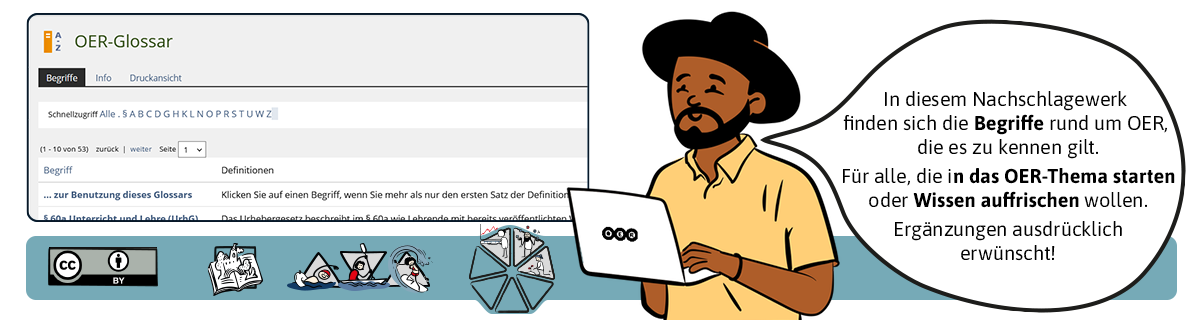 A
-
Z
OER-Glossar
Begriffe Info Druckansicht
Schnellzugriff Alle . § A B C D G H K L N O P R S T U W Z
(1 - 10 von 53) zurück | weiter Seite 1
Begriff Definitionen
... zur Benutzung dieses Glossars Klicken Sie auf einen Begriff, wenn Sie mehr als nur den ersten Satz der Definition
§ 60a Unterricht und Lehre (UrhG) Das Urhebergesetz beschreibt im § 60a wie Lehrende mit bereits veröffentlichten
cc BY
OER
In diesem Nachschlagewerk
finden sich die Begriffe rund um OER,
die es zu kennen gilt.
Für alle, die in das OER-Thema starten
oder Wissen auffrischen wollen.
Ergänzungen ausdrücklich
erwünscht!